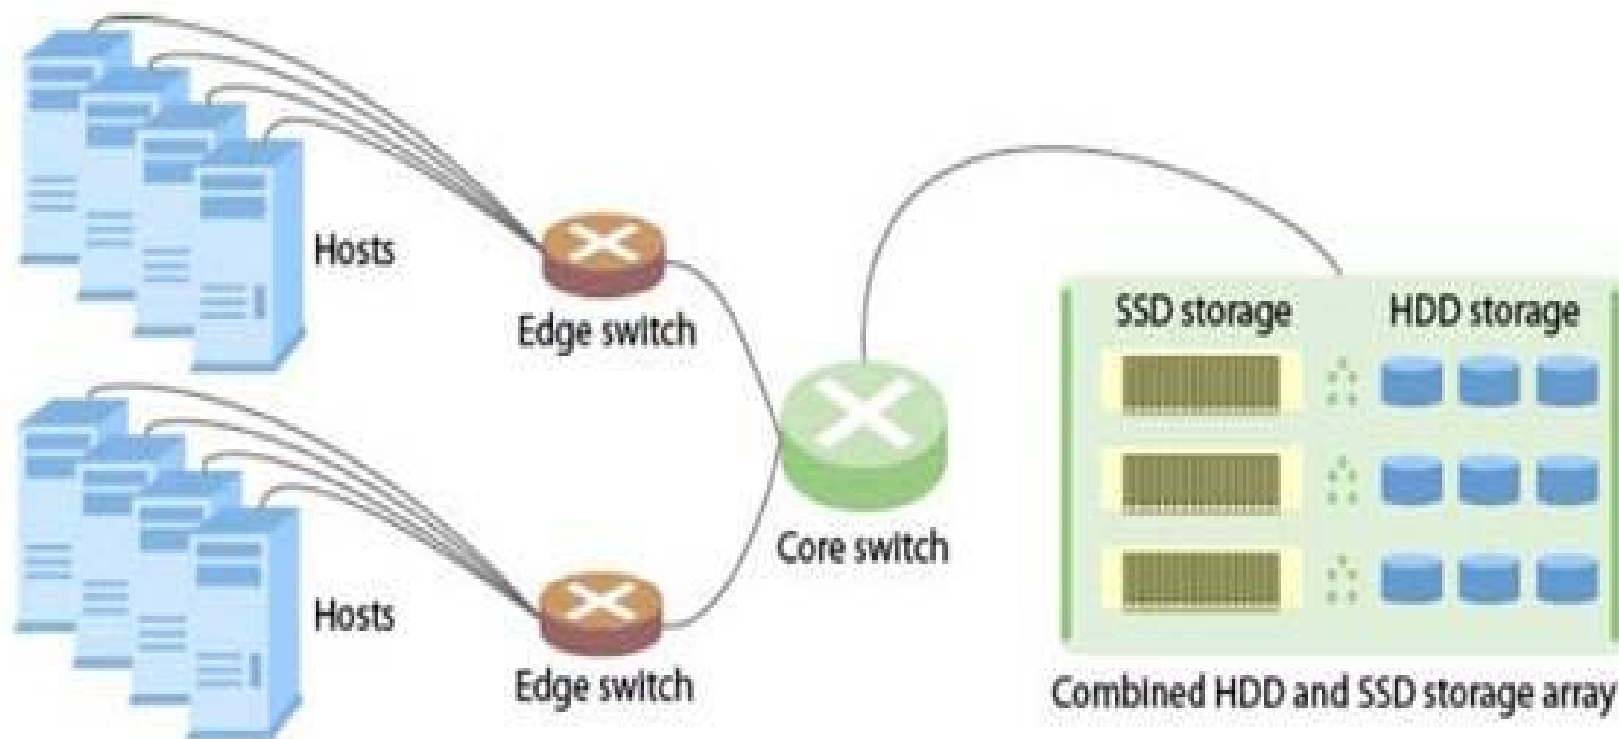 Hosts
Edge switch
SSD storage
HDD storage
Core switch
Hosts
Edge switch
Combined HDD and SSD storage array